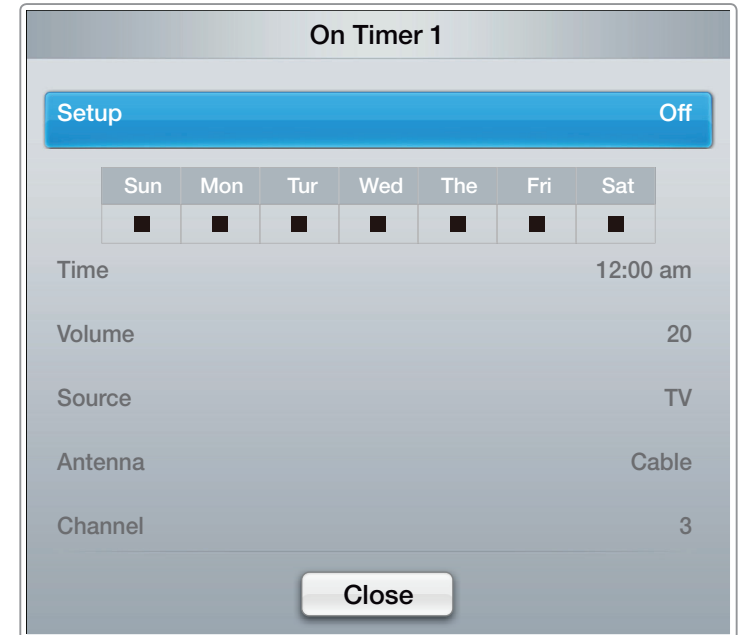 On Timer 1
Setup Off
Sun Mon Tur Wed The Fri Sat
Time 12:00 am
Volume 20
Source TV
Antenna Cable
Channel 3
Close